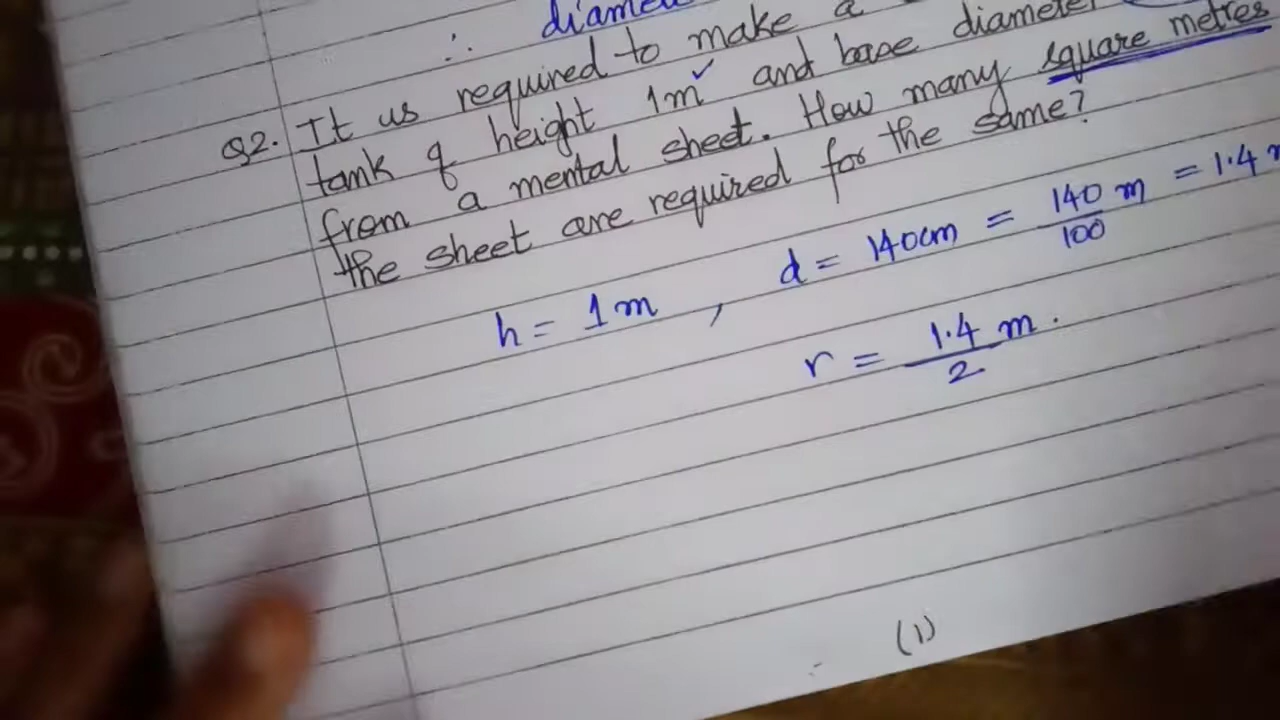 ∴ diame
Q2. It us required to make a
tank of height 1m ✓ and base diameter
from a mental sheet. How many square metres
the sheet are required for the same?
h = 1m , d = 140cm = 140/100 m = 1.4 m
r = 1.4/2 m.
(1)